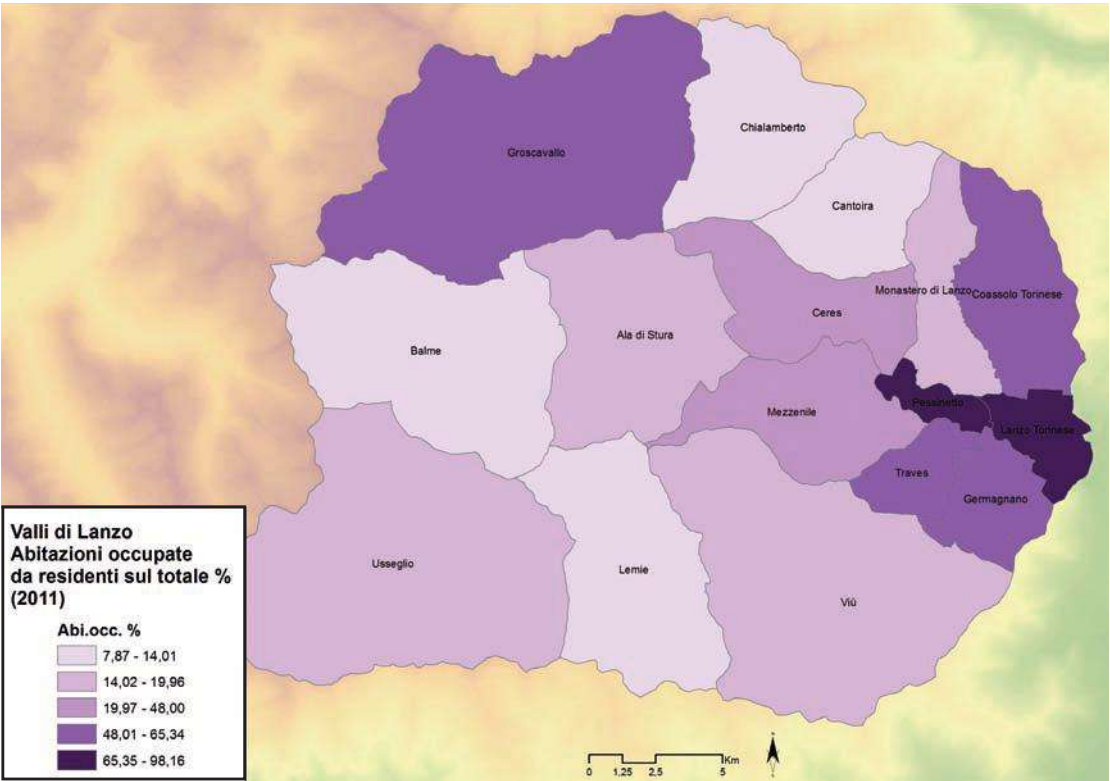 Chialamberto
Groscavallo
Cantoira
Monastero di Lanzo
Coassolo Torinese
Ceres
Ala di Stura
Balme
Pessinetto
Mezzenile
Lanzo Torinese
Traves
Germagnano
Usseglio
Lemie
Viù
Valli di Lanzo
Abitazioni occupate
da residenti sul totale %
(2011)
Abi.occ. %
7,87 - 14,01
14,02 - 19,96
19,97 - 48,00
48,01 - 65,34
65,35 - 98,16
Km
0 1,25 2,5 5